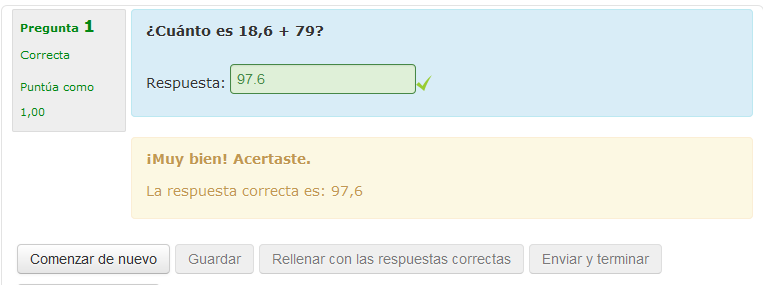 Pregunta 1
Correcta
Puntúa como
1,00
¿Cuánto es 18,6 + 79?
Respuesta: 97.6
¡Muy bien! Acertaste.
La respuesta correcta es: 97,6
Comenzar de nuevo
Guardar
Rellenar con las respuestas correctas
Enviar y terminar